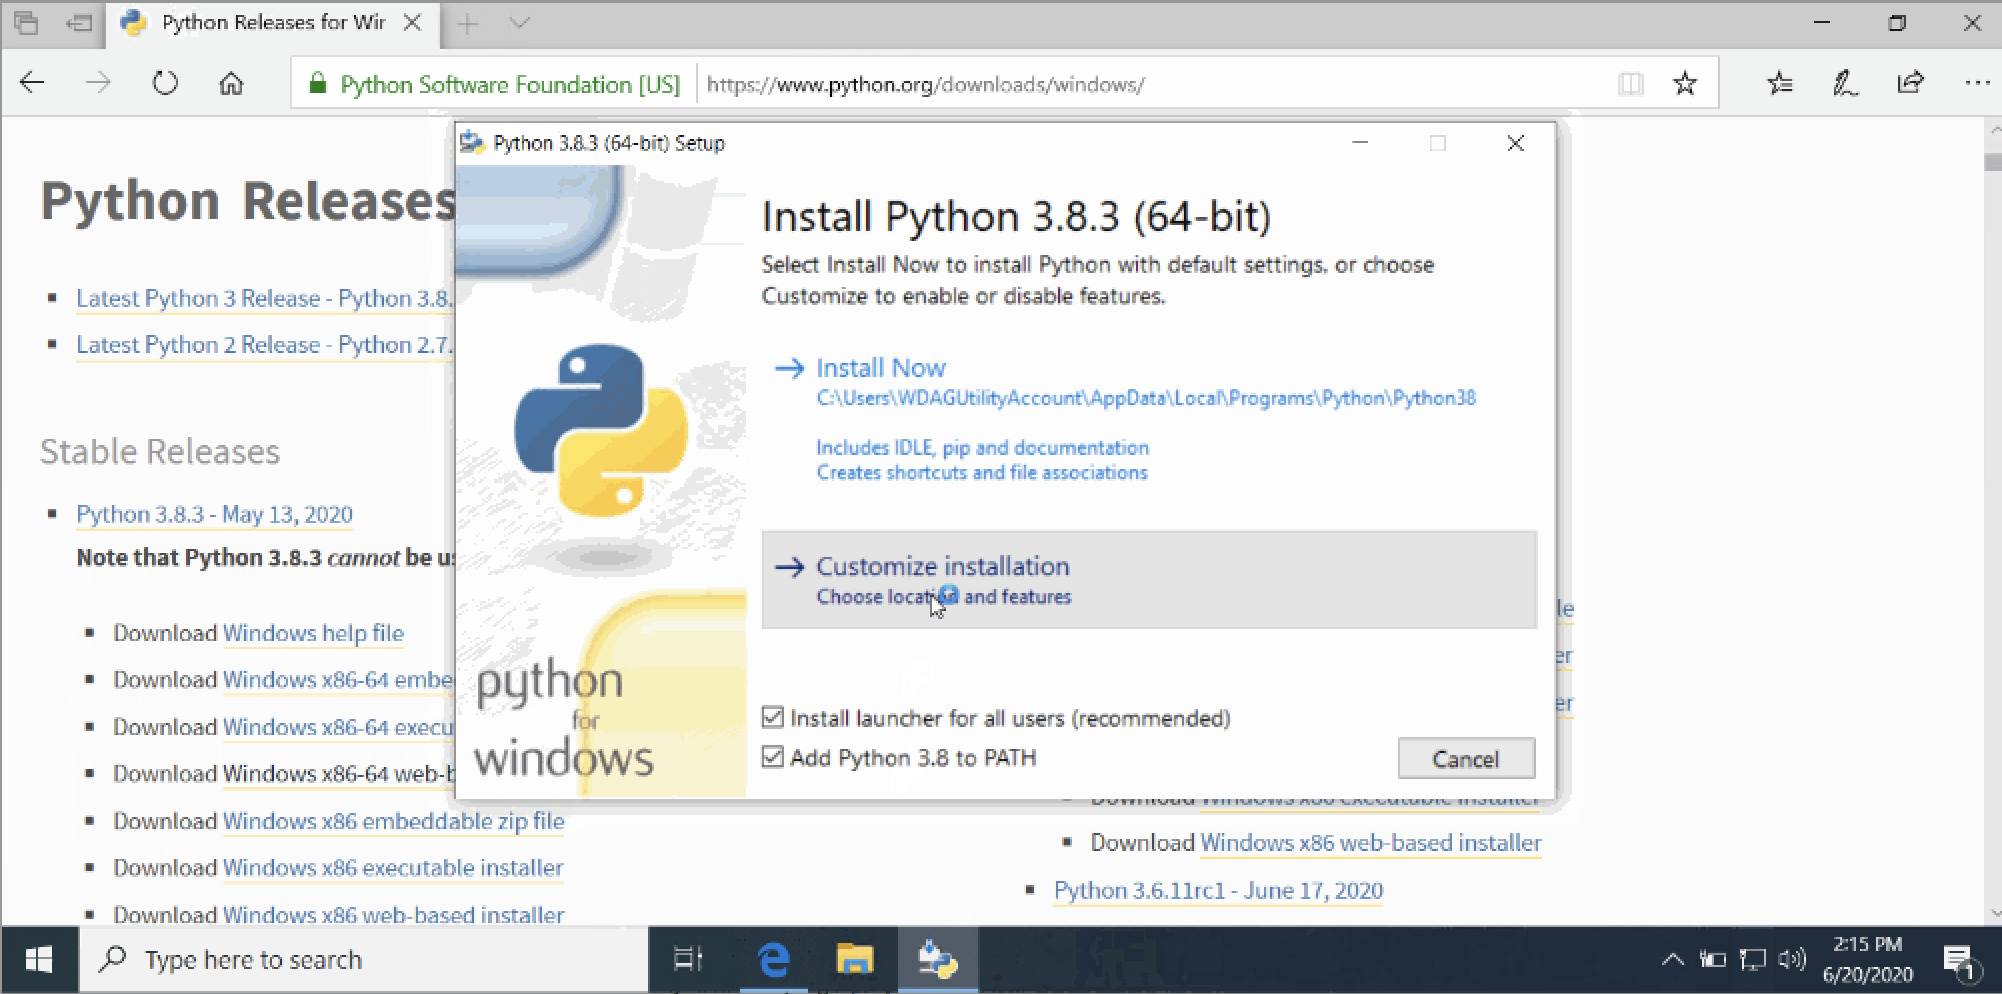 Python Releases for Wir
Python Software Foundation [US]
https://www.python.org/downloads/windows/
Python Releases
Latest Python 3 Release - Python 3.8.
Latest Python 2 Release - Python 2.7.
Stable Releases
Python 3.8.3 - May 13, 2020
Note that Python 3.8.3 cannot be us
Download Windows help file
Download Windows x86-64 embe
Download Windows x86-64 execu
Download Windows x86-64 web-b
Download Windows x86 embeddable zip file
Download Windows x86 executable installer
Download Windows x86 web-based installer
Python 3.8.3 (64-bit) Setup
Install Python 3.8.3 (64-bit)
Select Install Now to install Python with default settings, or choose
Customize to enable or disable features.
Install Now
C:\Users\WDAGUtilityAccount\AppData\Local\Programs\Python\Python38
Includes IDLE, pip and documentation
Creates shortcuts and file associations
Customize installation
Choose location and features
Install launcher for all users (recommended)
Add Python 3.8 to PATH
Cancel
python
for
windows
le
er
er
Download Windows x86 executable installer
Download Windows x86 web-based installer
Python 3.6.11rc1 - June 17, 2020
Type here to search
2:15 PM
6/20/2020
1